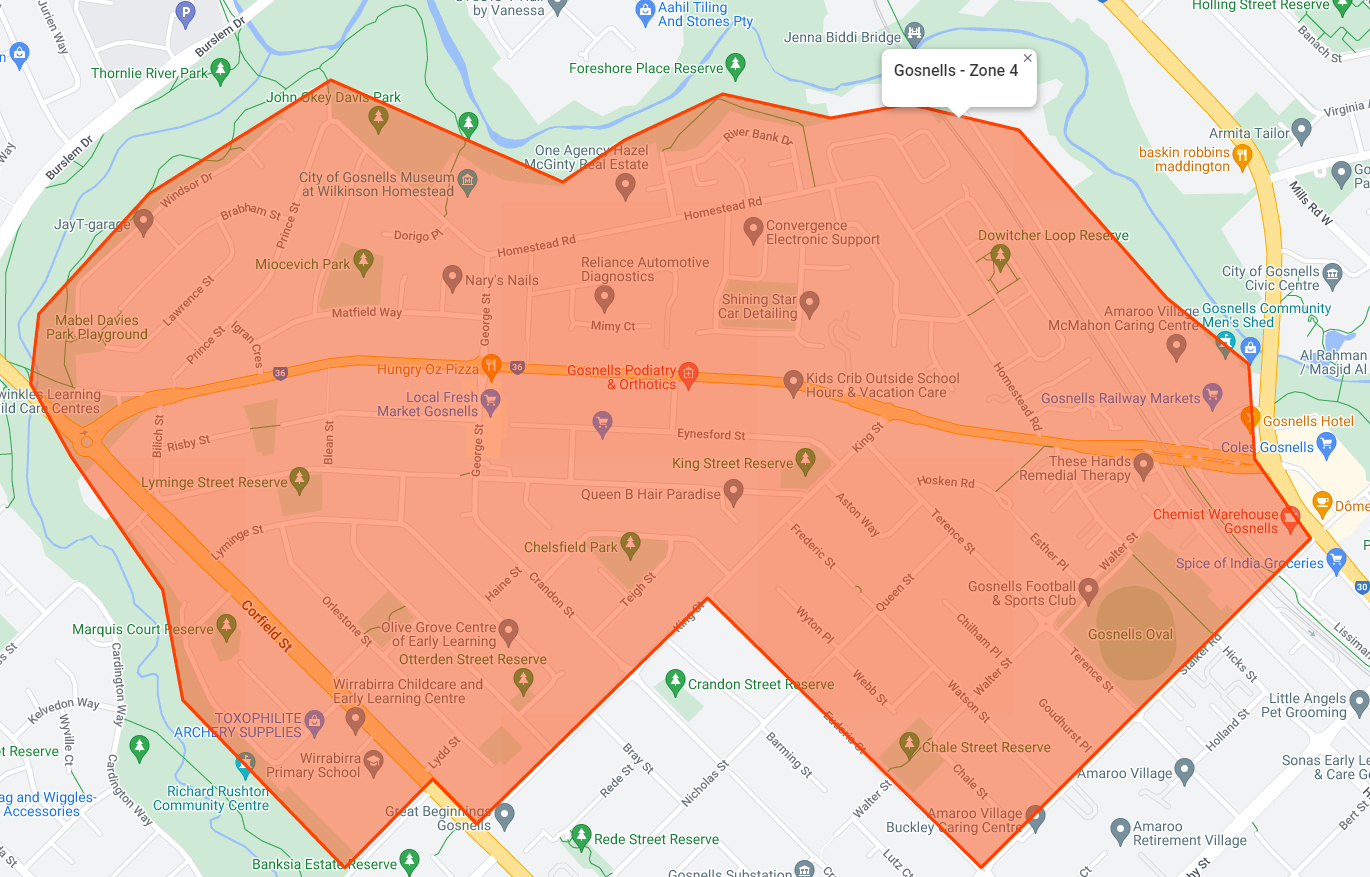 by Vanessa
Aahil Tiling
And Stones Pty
Holling Street Reserve
Jurien Way
Burslem Dr
Jenna Biddi Bridge
Banach St
Thornlie River Park
Foreshore Place Reserve
Gosnells - Zone 4
John Okey Davis Park
Virginia
Armita Tailor
baskin robbins
maddington
Way
Burslem Dr
River Bank Dr
One Agency Hazel
McGinty Real Estate
City of Gosnells Museum
at Wilkinson Homestead
Mills Rd W
Windsor Dr
JayT-garage
Brabham St
Prince St
Dorigo Pl
Homestead Rd
Homestead Rd
Convergence
Electronic Support
Dowitcher Loop Reserve
Miocevich Park
Nary's Nails
Reliance Automotive
Diagnostics
City of Gosnells
Civic Centre
Lawrence St
George St
Shining Star
Car Detailing
Amaroo Village
McMahon Caring Centre
Gosnells Community
Men's Shed
Mabel Davies
Park Playground
Matfield Way
Mimy Ct
Prince St
Igran Cres
Al Rahman
Masjid Al
36
Hungry Oz Pizza
36
Gosnells Podiatry
& Orthotics
Kids Crib Outside School
Hours & Vacation Care
Homestead Rd
winkles Learning
ild Care Centres
Local Fresh
Market Gosnells
Gosnells Railway Markets
Gosnells Hotel
Coles Gosnells
Bilich St
Risby St
Blean St
George St
Eynesford St
King St
King Street Reserve
These Hands
Remedial Therapy
Lyminge Street Reserve
Queen B Hair Paradise
Hosken Rd
Aston Way
Terence St
Chemist Warehouse
Gosnells
Dôme
Lyminge St
Chelsfield Park
Frederic St
Esther Pl
Walter St
Spice of India Groceries
30
Haine St
Crandon St
Teigh St
Queen St
Gosnells Football
& Sports Club
Corfield St
Orlestone St
King St
Wyton Pl
Chilham Pl
Gosnells Oval
Marquis Court Reserve
Olive Grove Centre
of Early Learning
Otterden Street Reserve
Walter St
Terence St
Stalker Rd
Hicks St
Cardington Way
Wirrabirra Childcare and
Early Learning Centre
Crandon Street Reserve
Webb St
Watson St
Goudhurst Pl
Little Angels
Pet Grooming
Kelvedon Way
Wyville Ct
TOXOPHILITE
ARCHERY SUPPLIES
Euderia Ct
Holland St
Lydd St
Bray St
Barming St
Chale Street Reserve
Wirrabirra
Primary School
Rede St
Nicholas St
Chale St
Amaroo Village
Walter St
Cardington Way
ag and Wiggles-
Accessories
Richard Rushton
Community Centre
Great Beginnings
Gosnells
Amaroo Village
Buckley Caring Centre
Amaroo
Retirement Village
Bert St
Rede Street Reserve
Lutz Ct
Banksia Estate Reserve
Gosnells Substation